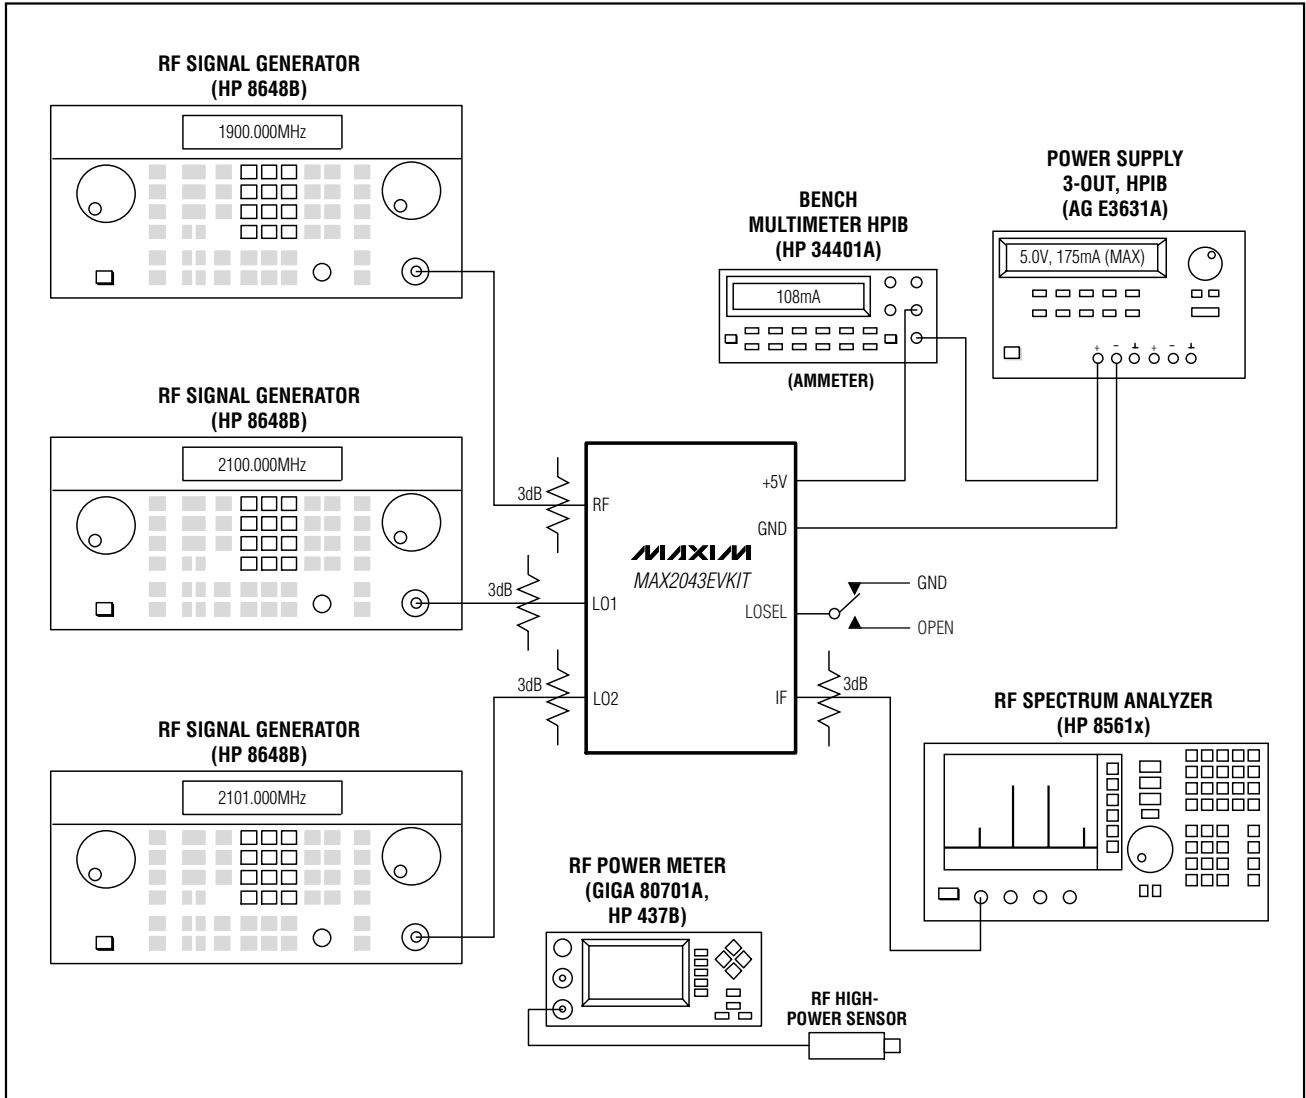 RF SIGNAL GENERATOR
(HP 8648B)
1900.000MHz
POWER SUPPLY
3-OUT, HPIB
(AG E3631A)
5.0V, 175mA (MAX)
+ − ⊥ + − ⊥
BENCH
MULTIMETER HPIB
(HP 34401A)
108mA
(AMMETER)
RF SIGNAL GENERATOR
(HP 8648B)
2100.000MHz
3dB
RF
+5V
GND
MAXIM
MAX2043EVKIT
3dB
LO1
LOSEL
GND
OPEN
3dB
LO2
IF
3dB
RF SIGNAL GENERATOR
(HP 8648B)
2101.000MHz
RF SPECTRUM ANALYZER
(HP 8561x)
RF POWER METER
(GIGA 80701A,
HP 437B)
RF HIGH-
POWER SENSOR